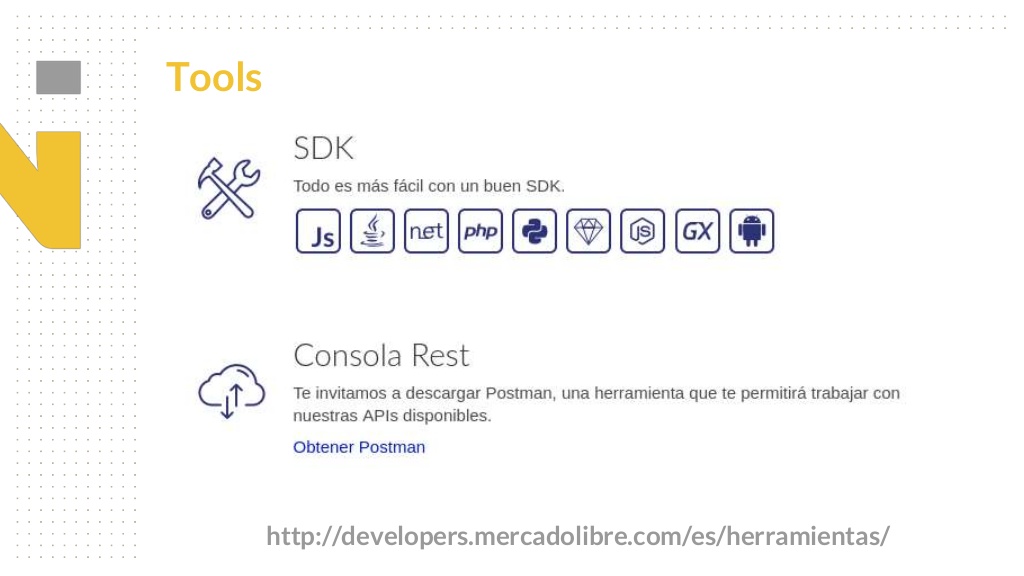 Tools
SDK
Todo es más fácil con un buen SDK.
Js net php JS GX
Consola Rest
Te invitamos a descargar Postman, una herramienta que te permitirá trabajar con
nuestras APIs disponibles.
Obtener Postman
http://developers.mercadolibre.com/es/herramientas/